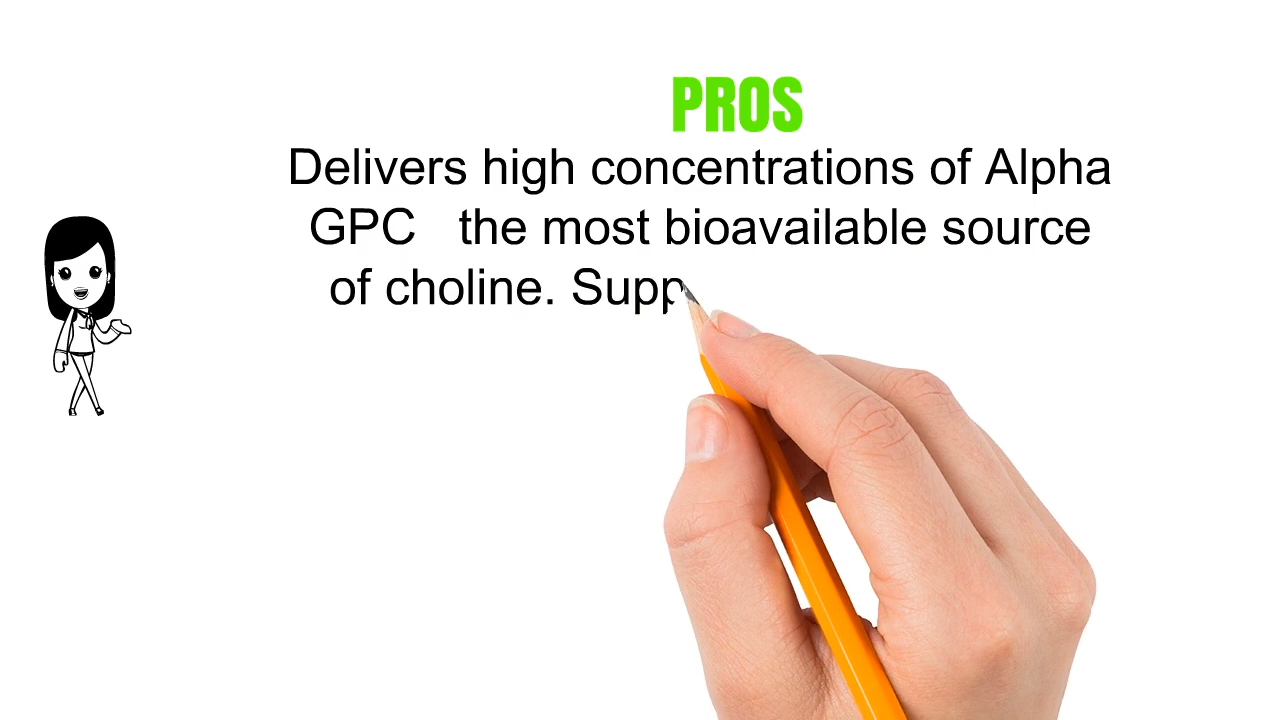 PROS
Delivers high concentrations of Alpha
GPC the most bioavailable source
of choline. Supp